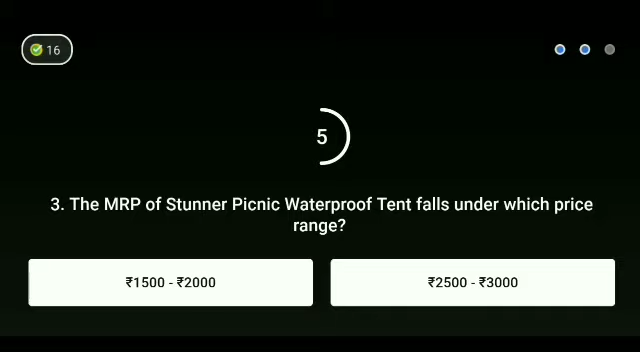 16
5
3. The MRP of Stunner Picnic Waterproof Tent falls under which price
range?
₹1500 - ₹2000
₹2500 - ₹3000